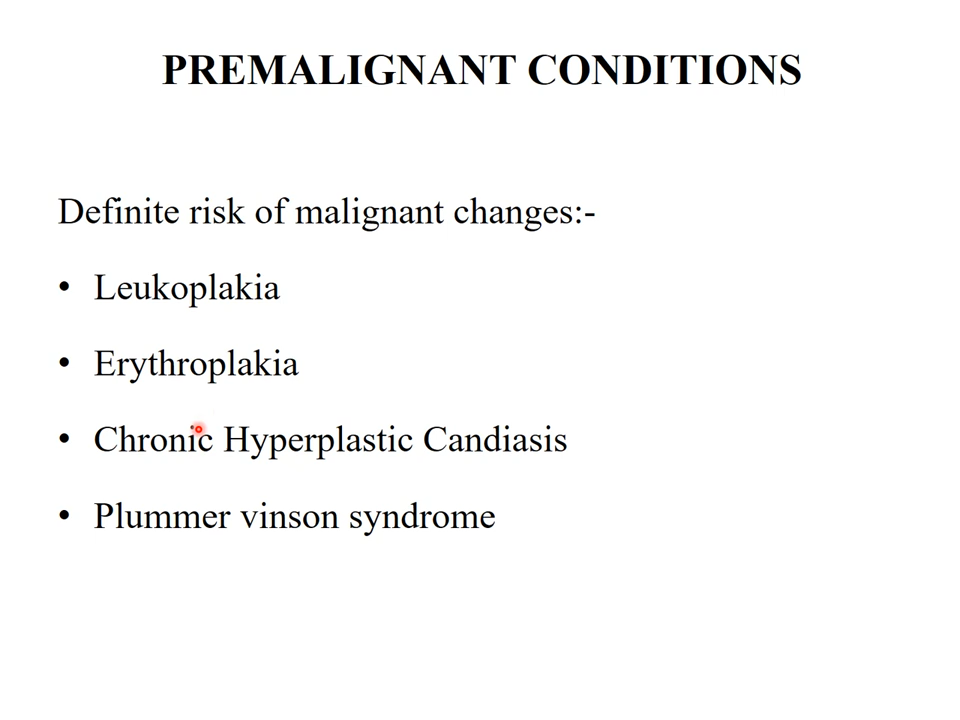 PREMALIGNANT CONDITIONS
Definite risk of malignant changes:-
• Leukoplakia
• Erythroplakia
• Chronic Hyperplastic Candiasis
• Plummer vinson syndrome